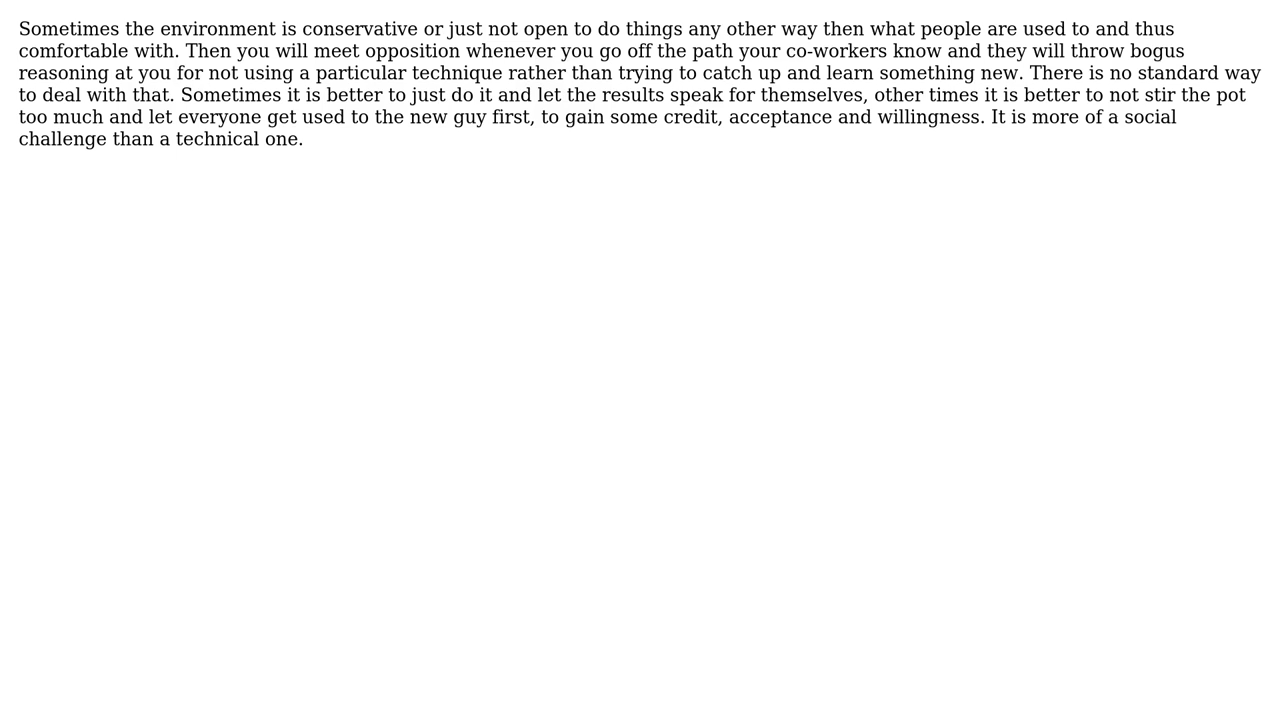 Sometimes the environment is conservative or just not open to do things any other way then what people are used to and thus
comfortable with. Then you will meet opposition whenever you go off the path your co-workers know and they will throw bogus
reasoning at you for not using a particular technique rather than trying to catch up and learn something new. There is no standard way
to deal with that. Sometimes it is better to just do it and let the results speak for themselves, other times it is better to not stir the pot
too much and let everyone get used to the new guy first, to gain some credit, acceptance and willingness. It is more of a social
challenge than a technical one.